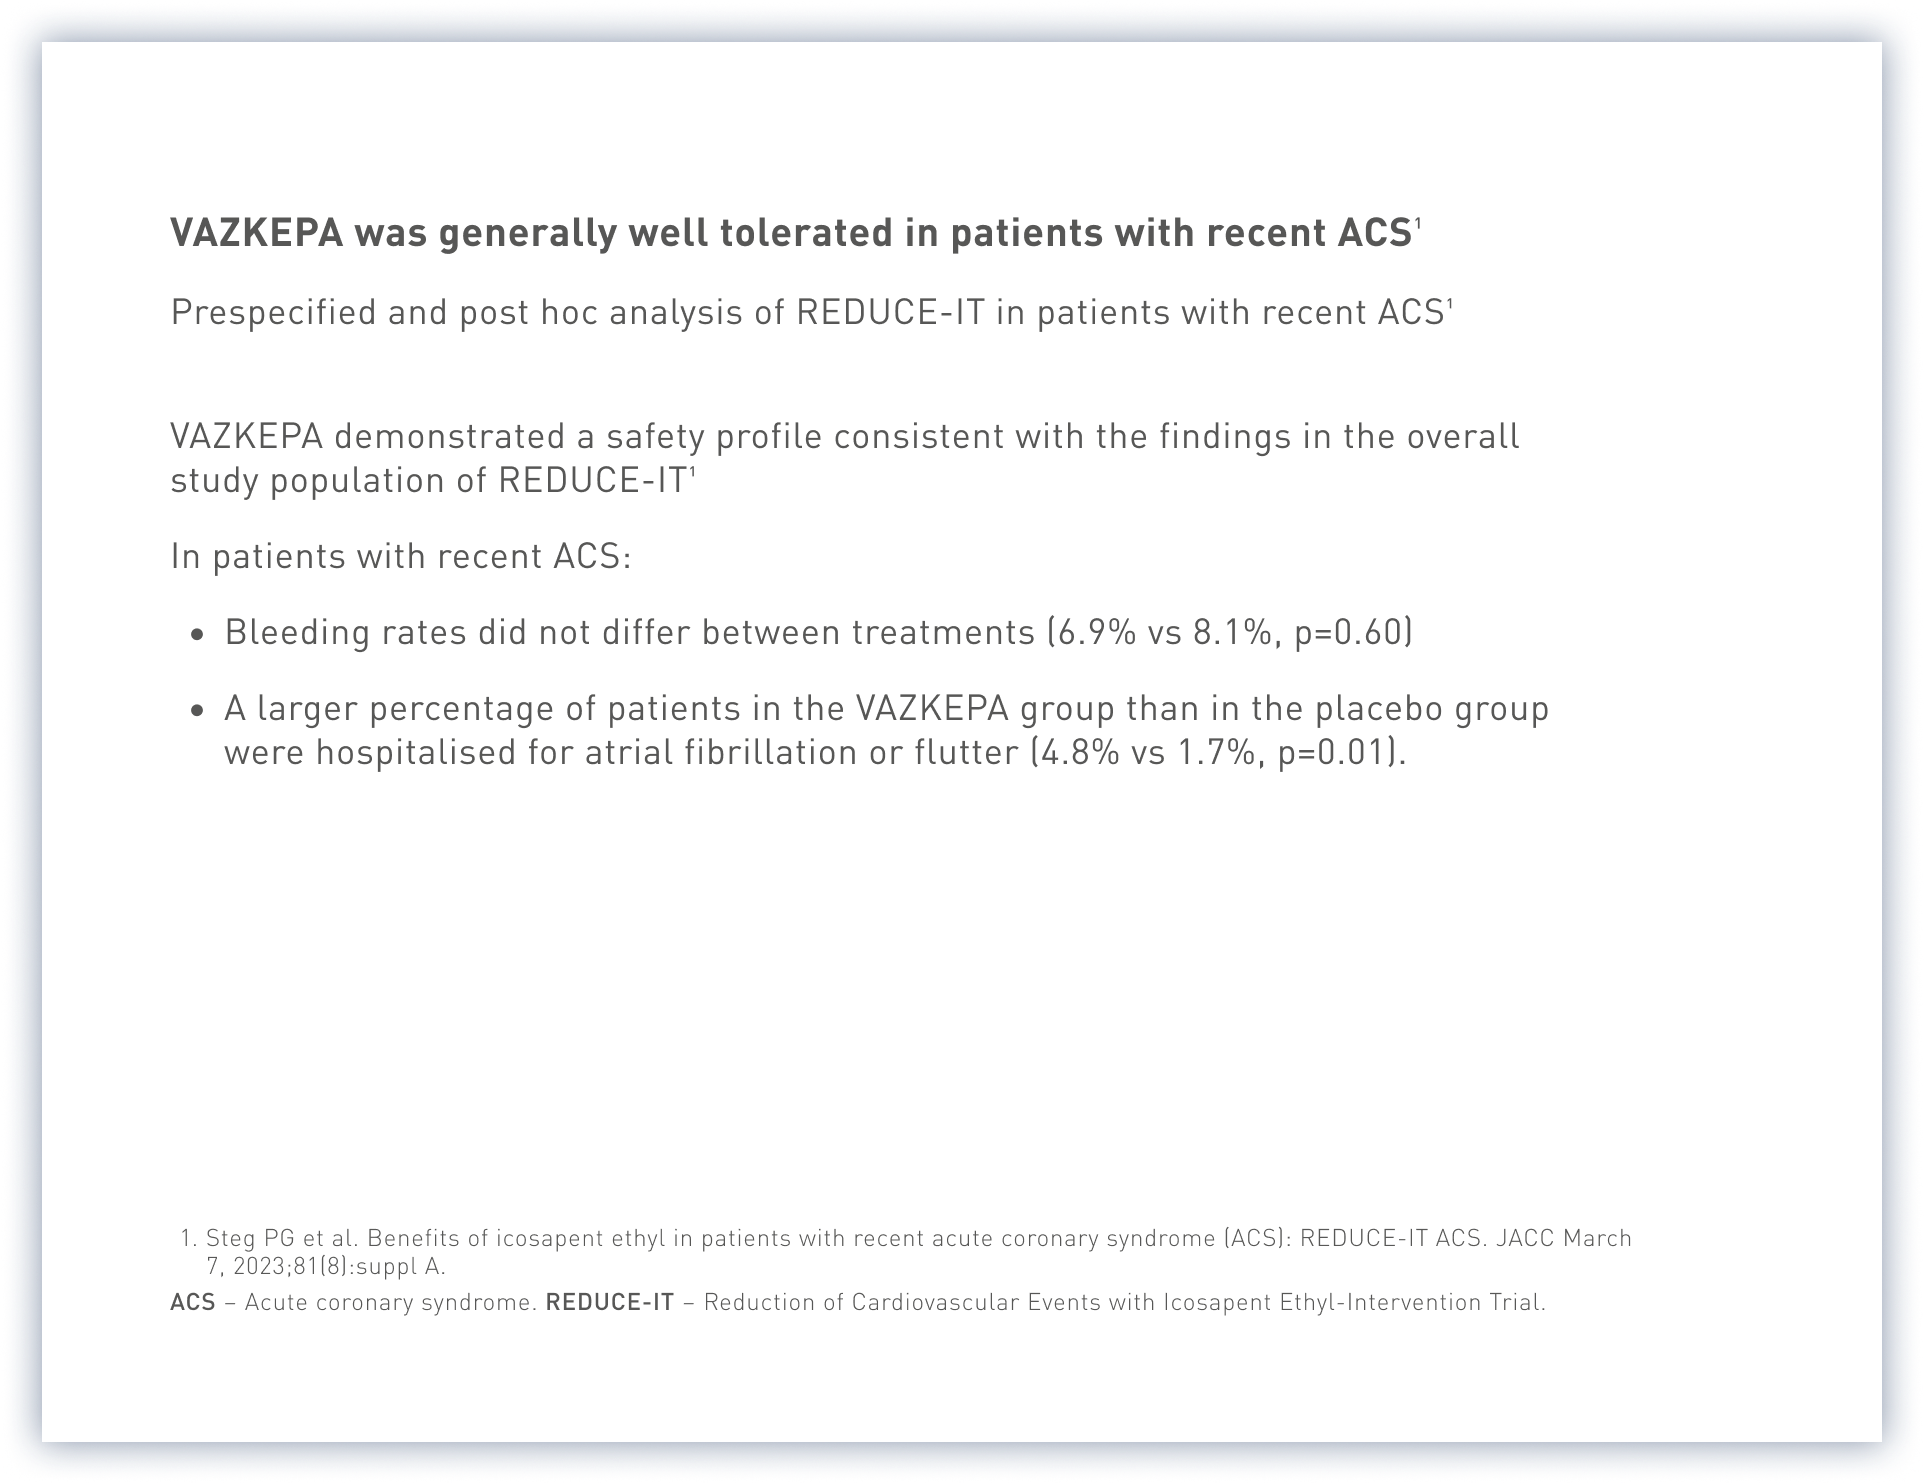 VAZKEPA was generally well tolerated in patients with recent ACS¹
Prespecified and post hoc analysis of REDUCE-IT in patients with recent ACS¹
VAZKEPA demonstrated a safety profile consistent with the findings in the overall
study population of REDUCE-IT¹
In patients with recent ACS:
• Bleeding rates did not differ between treatments (6.9% vs 8.1%, p=0.60)
• A larger percentage of patients in the VAZKEPA group than in the placebo group
were hospitalised for atrial fibrillation or flutter (4.8% vs 1.7%, p=0.01).
1. Steg PG et al. Benefits of icosapent ethyl in patients with recent acute coronary syndrome (ACS): REDUCE-IT ACS. JACC March
7, 2023;81(8):suppl A.
ACS – Acute coronary syndrome. REDUCE-IT – Reduction of Cardiovascular Events with Icosapent Ethyl-Intervention Trial.